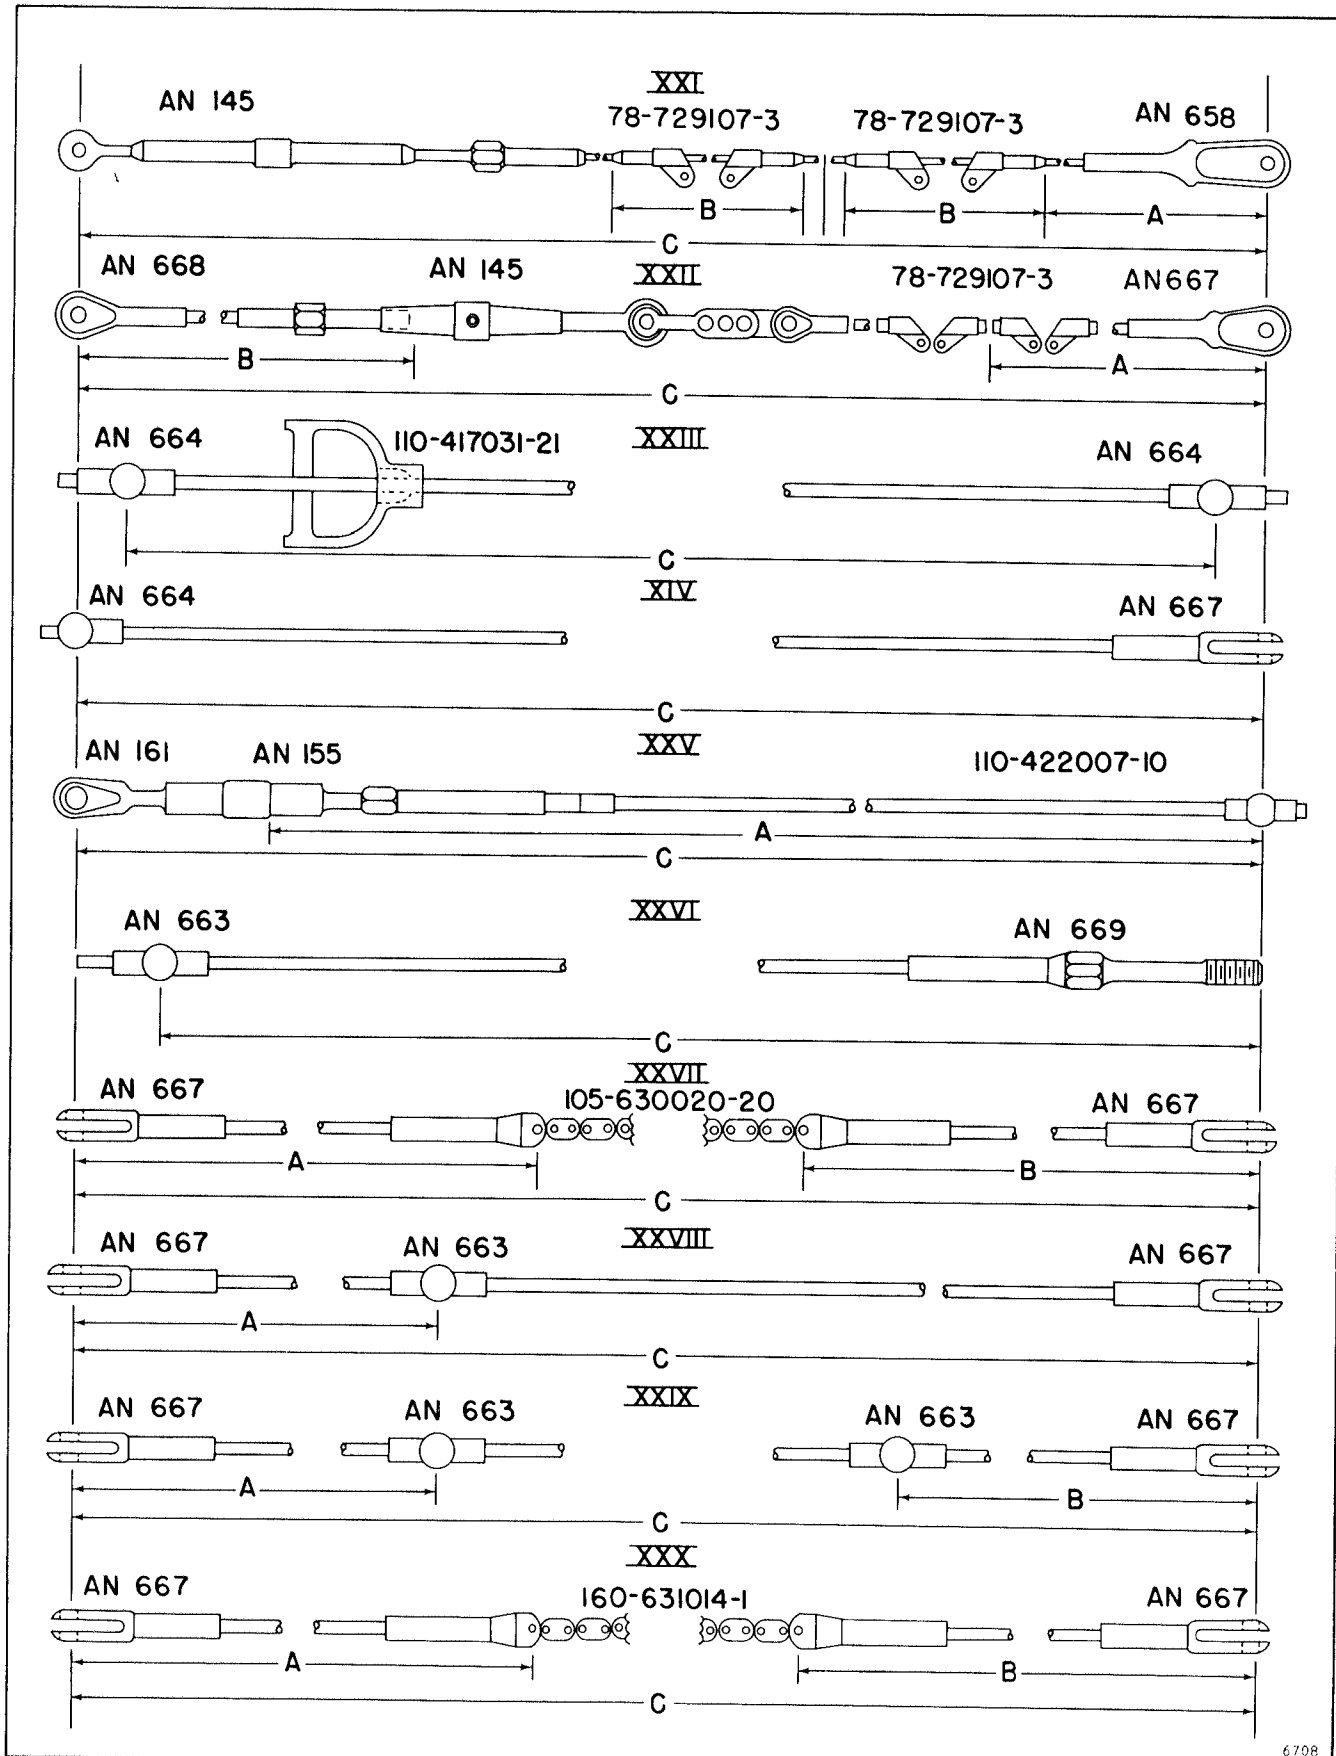 XXI
AN 145
78-729107-3
78-729107-3
AN 658
B
B
A
C
XXII
AN 668
AN 145
78-729107-3
AN667
B
A
C
XXIII
AN 664
110-417031-21
AN 664
C
XIV
AN 664
AN 667
C
XXV
AN 161
AN 155
110-422007-10
A
C
XXVI
AN 663
AN 669
C
XXVII
AN 667
105-630020-20
AN 667
A
B
C
XXVIII
AN 667
AN 663
AN 667
A
C
XXIX
AN 667
AN 663
AN 663
AN 667
A
B
C
XXX
AN 667
160-631014-1
AN 667
A
B
C
6708